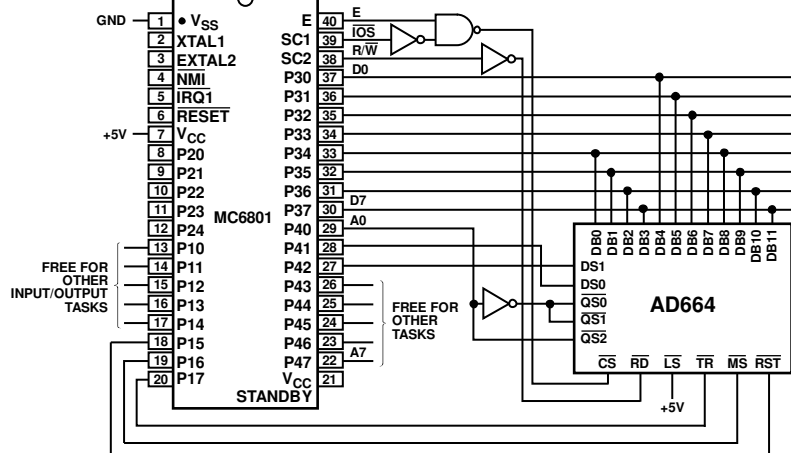 GND 1 • VSS E 40 E
2 XTAL1 SC1 39 IOS
3 EXTAL2 SC2 38 R/W
4 NMI P30 37 D0
5 IRQ1 P31 36
6 RESET P32 35
+5V 7 VCC P33 34
8 P20 P34 33
9 P21 P35 32
10 P22 P36 31
11 P23 P37 30 D7
12 P24 P40 29 A0
13 P10 P41 28
14 P11 P42 27
15 P12 P43 26
16 P13 P44 25
17 P14 P45 24
18 P15 P46 23
19 P16 P47 22 A7
20 P17 VCC 21
STANDBY
MC6801
FREE FOR
OTHER
INPUT/OUTPUT
TASKS
FREE FOR
OTHER
TASKS
DB0 DB1 DB2 DB3 DB4 DB5 DB6 DB7 DB8 DB9 DB10 DB11
DS1
DS0
QS0
QS1
QS2
AD664
CS RD LS TR MS RST
+5V